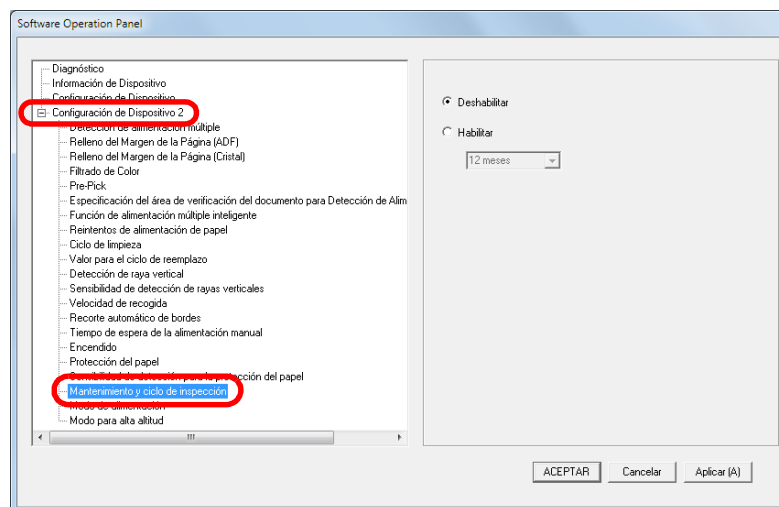 Software Operation Panel
Diagnóstico
Información de Dispositivo
Configuración de Dispositivo
Configuración de Dispositivo 2
Detección de alimentación múltiple
Relleno del Margen de la Página (ADF)
Relleno del Margen de la Página (Cristal)
Filtrado de Color
Pre-Pick
Especificación del área de verificación del documento para Detección de Alim
Función de alimentación múltiple inteligente
Reintentos de alimentación de papel
Ciclo de limpieza
Valor para el ciclo de reemplazo
Detección de raya vertical
Sensibilidad de detección de rayas verticales
Velocidad de recogida
Recorte automático de bordes
Tiempo de espera de la alimentación manual
Encendido
Protección del papel
Sensibilidad de detección para la protección del papel
Mantenimiento y ciclo de inspección
Modo de alimentación
Modo para alta altitud
Deshabilitar
Habilitar
12 meses
ACEPTAR
Cancelar
Aplicar (A)